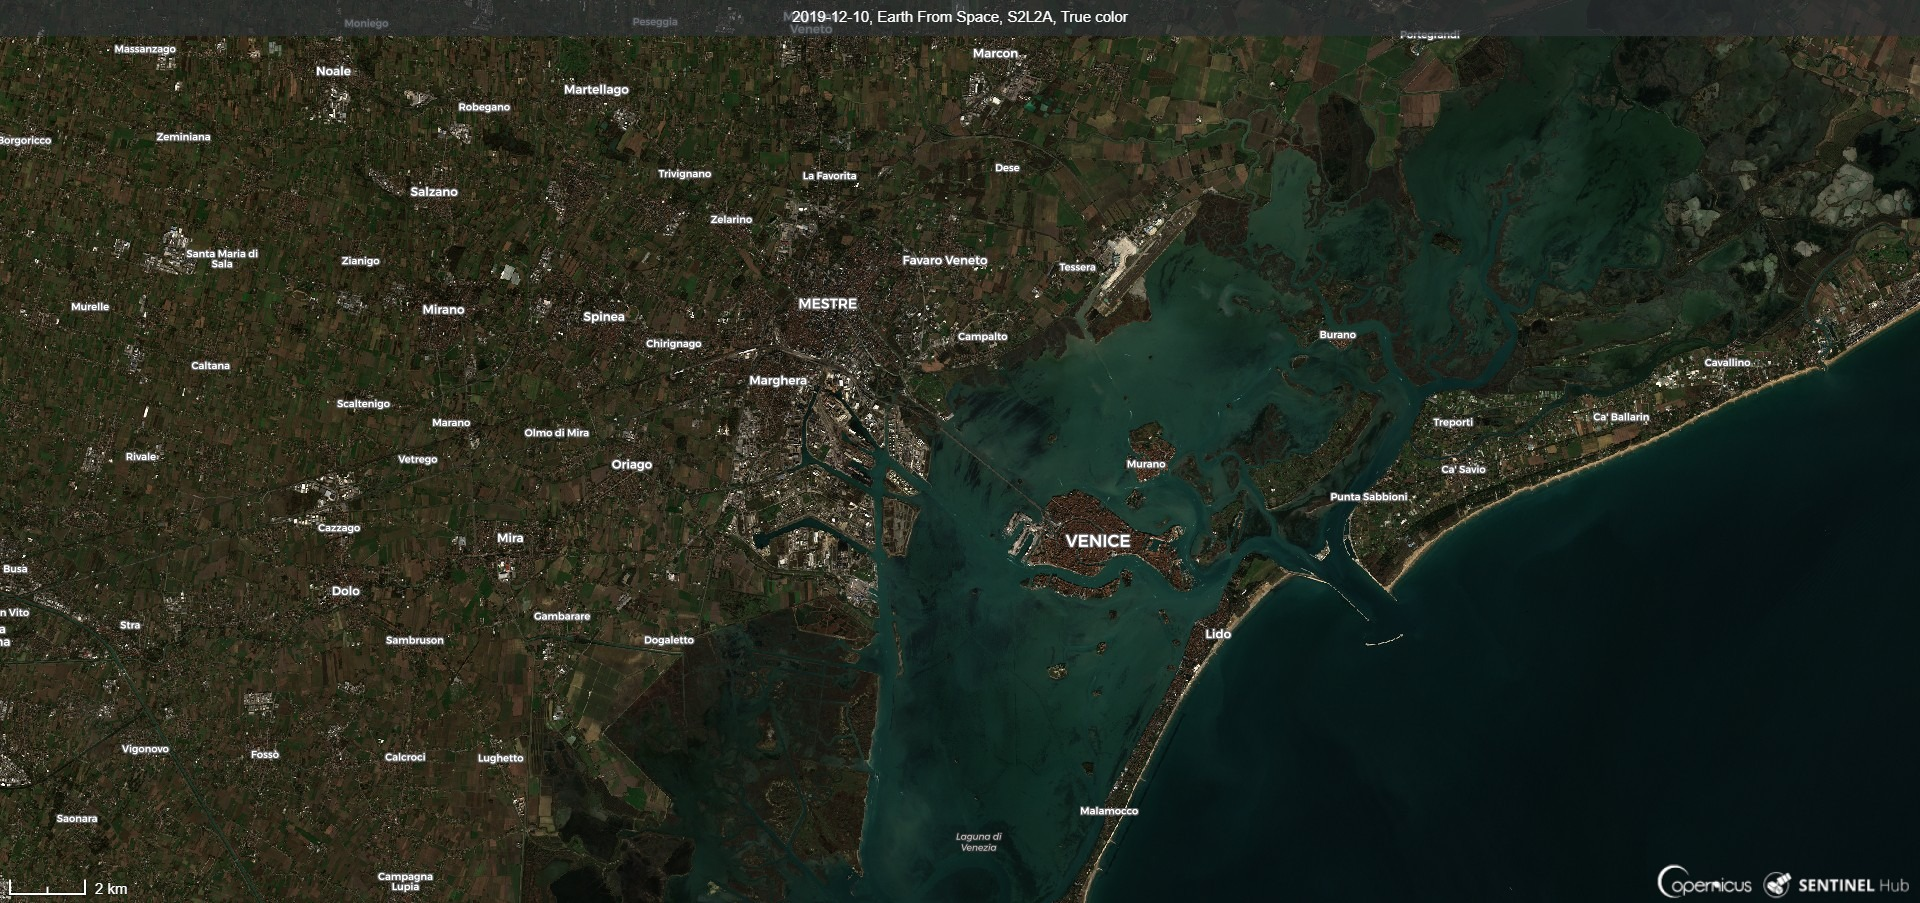 2019-12-10, Earth From Space, S2L2A, True color
Moniego
Peseggia
Veneto
Portegrandi
Massanzago
Marcon
Noale
Martellago
Robegano
Borgoricco
Zeminiana
Dese
Trivignano
La Favorita
Salzano
Zelarino
Santa Maria di
Sala
Zianigo
Favaro Veneto
Tessera
Murelle
Mirano
Spinea
MESTRE
Chirignago
Campalto
Burano
Caltana
Marghera
Cavallino
Scaltenigo
Marano
Olmo di Mira
Treporti
Ca' Ballarin
Rivale
Vetrego
Oriago
Murano
Ca' Savio
Punta Sabbioni
Cazzago
Mira
VENICE
Busa
Dolo
n Vito
Stra
a
na
Gambarare
Sambruson
Dogaletto
Lido
Vigonovo
Fossò
Calcroci
Lughetto
Saonara
Malamocco
Laguna di
Venezia
Campagna
Lupia
2 km
Copernicus
SENTINEL Hub